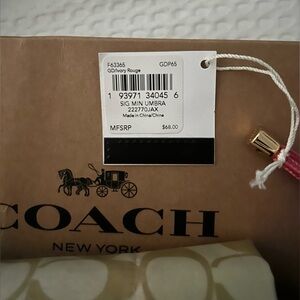 F63365 GDP65
GD/Ivory Rouge
1 93971 34045 6
SIG MIN UMBRA
222770JAX
Made in China/China
MFSRP $68.00
COACH
NEW YORK